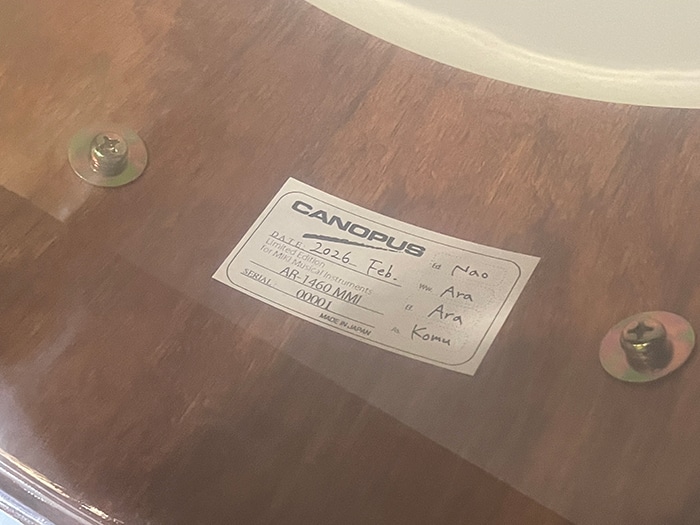 CANOPUS
DATE 2026 Feb.
Limited Edition
for MIKI Musical Instruments
AR-1460 MMI
SERIAL 00001
MADE IN JAPAN
Ed Nao
Ara
Ara
Komu